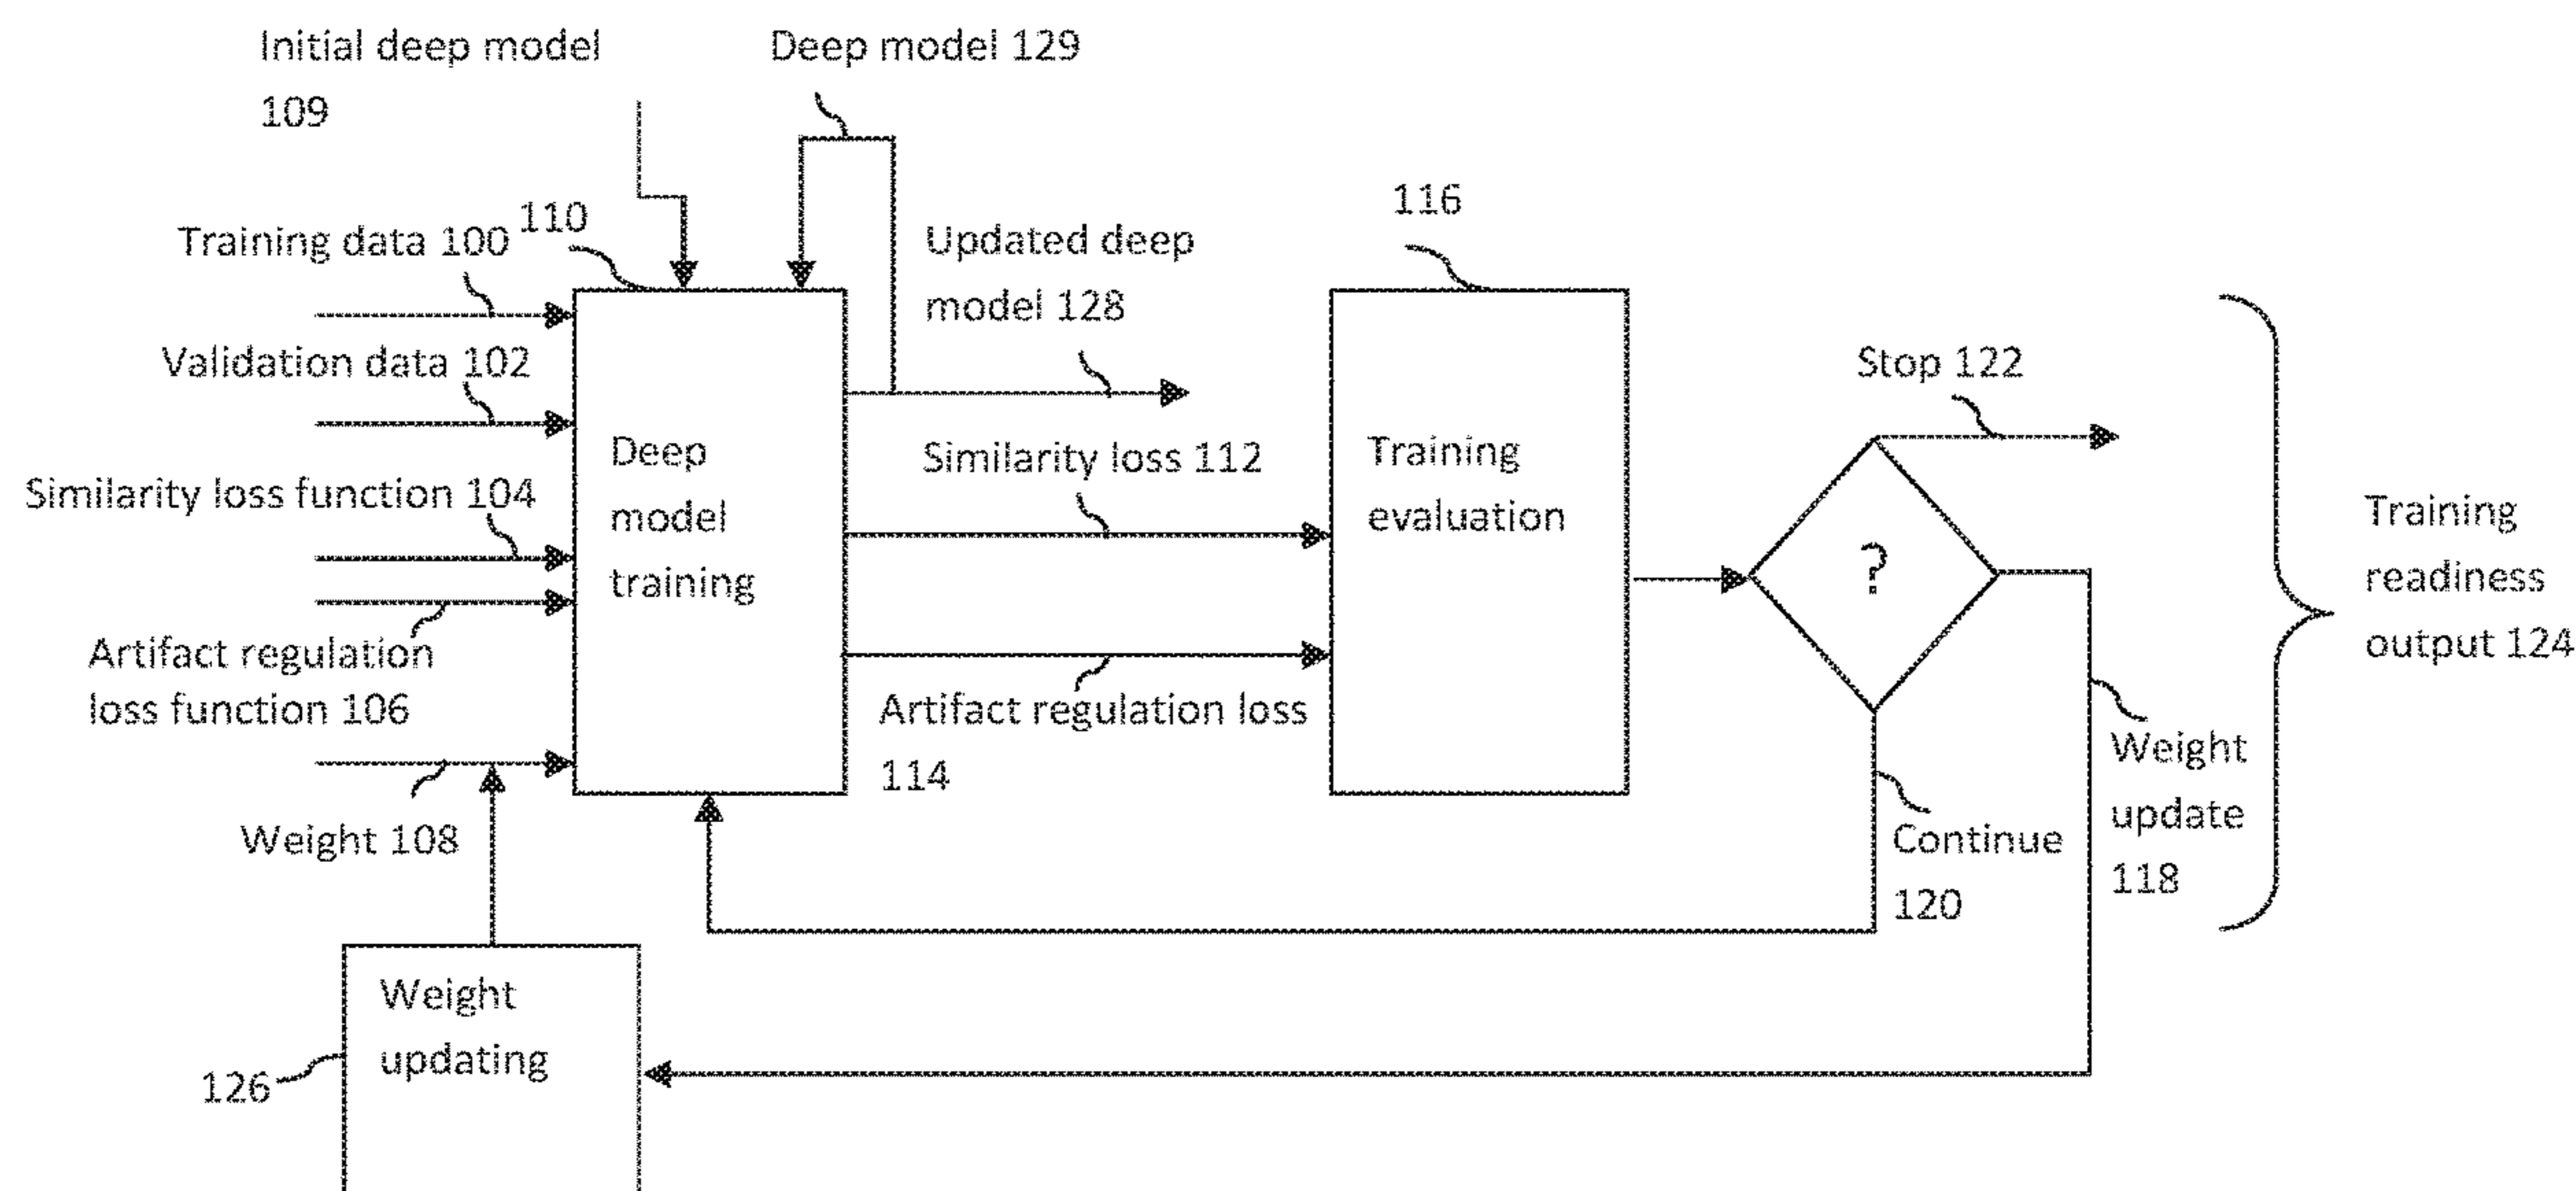 Initial deep model
109
Deep model 129
Training data 100
110
Validation data 102
Similarity loss function 104
Artifact regulation
loss function 106
Weight 108
Deep
model
training
Updated deep
model 128
Similarity loss 112
Artifact regulation loss
114
116
Training
evaluation
?
Stop 122
Continue
120
Weight
update
118
Training
readiness
output 124
Weight
updating
126